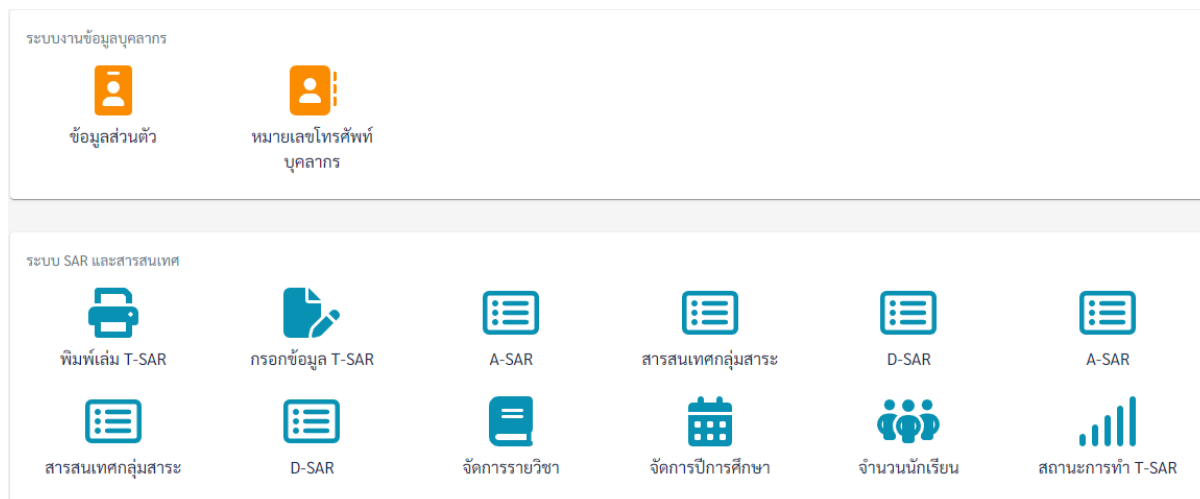 ระบบงานข้อมูลบุคลากร
ข้อมูลส่วนตัว
หมายเลขโทรศัพท์
บุคลากร
ระบบ SAR และสารสนเทศ
พิมพ์เล่ม T-SAR
กรอกข้อมูล T-SAR
A-SAR
สารสนเทศกลุ่มสาระ
D-SAR
A-SAR
สารสนเทศกลุ่มสาระ
D-SAR
จัดการรายวิชา
จัดการปีการศึกษา
จำนวนนักเรียน
สถานะการทำ T-SAR